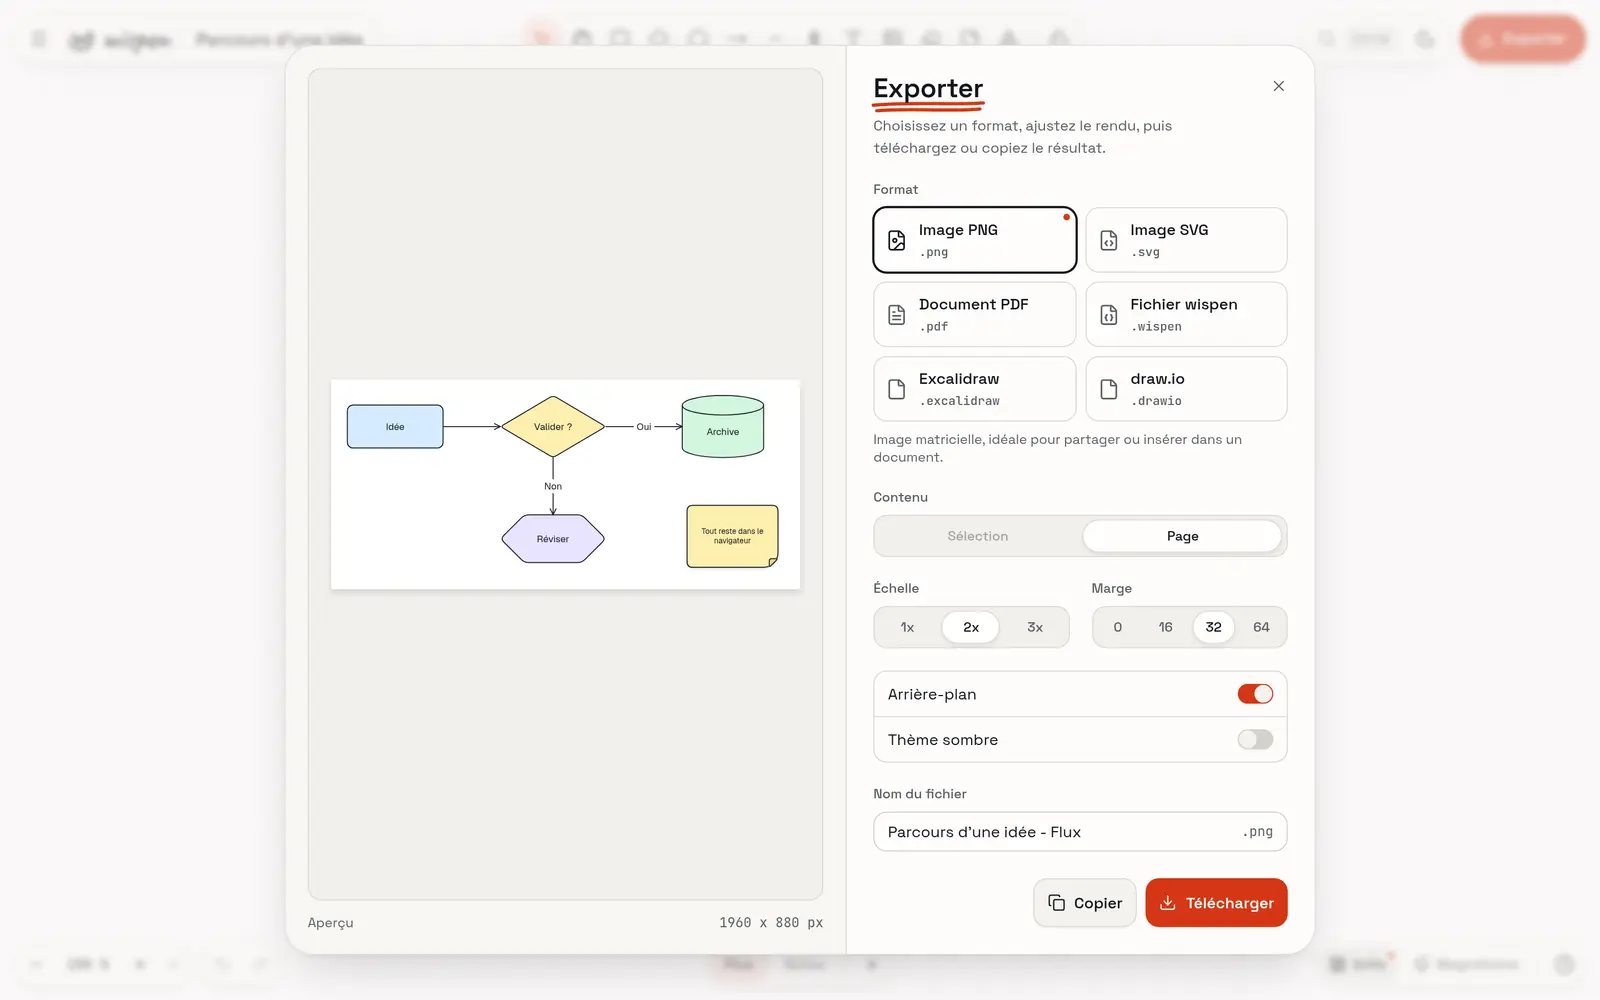 Parcours d'une idée
Exporter
Idée
Valider ?
Oui
Archive
Non
Réviser
Tout reste dans le
navigateur
Aperçu
1960 x 880 px
Exporter
Choisissez un format, ajustez le rendu, puis
téléchargez ou copiez le résultat.
Format
Image PNG
.png
Image SVG
.svg
Document PDF
.pdf
Fichier wispen
.wispen
Excalidraw
.excalidraw
draw.io
.drawio
Image matricielle, idéale pour partager ou insérer dans un
document.
Contenu
Sélection
Page
Échelle
1x
2x
3x
Marge
0
16
32
64
Arrière-plan
Thème sombre
Nom du fichier
Parcours d'une idée - Flux
.png
Copier
Télécharger